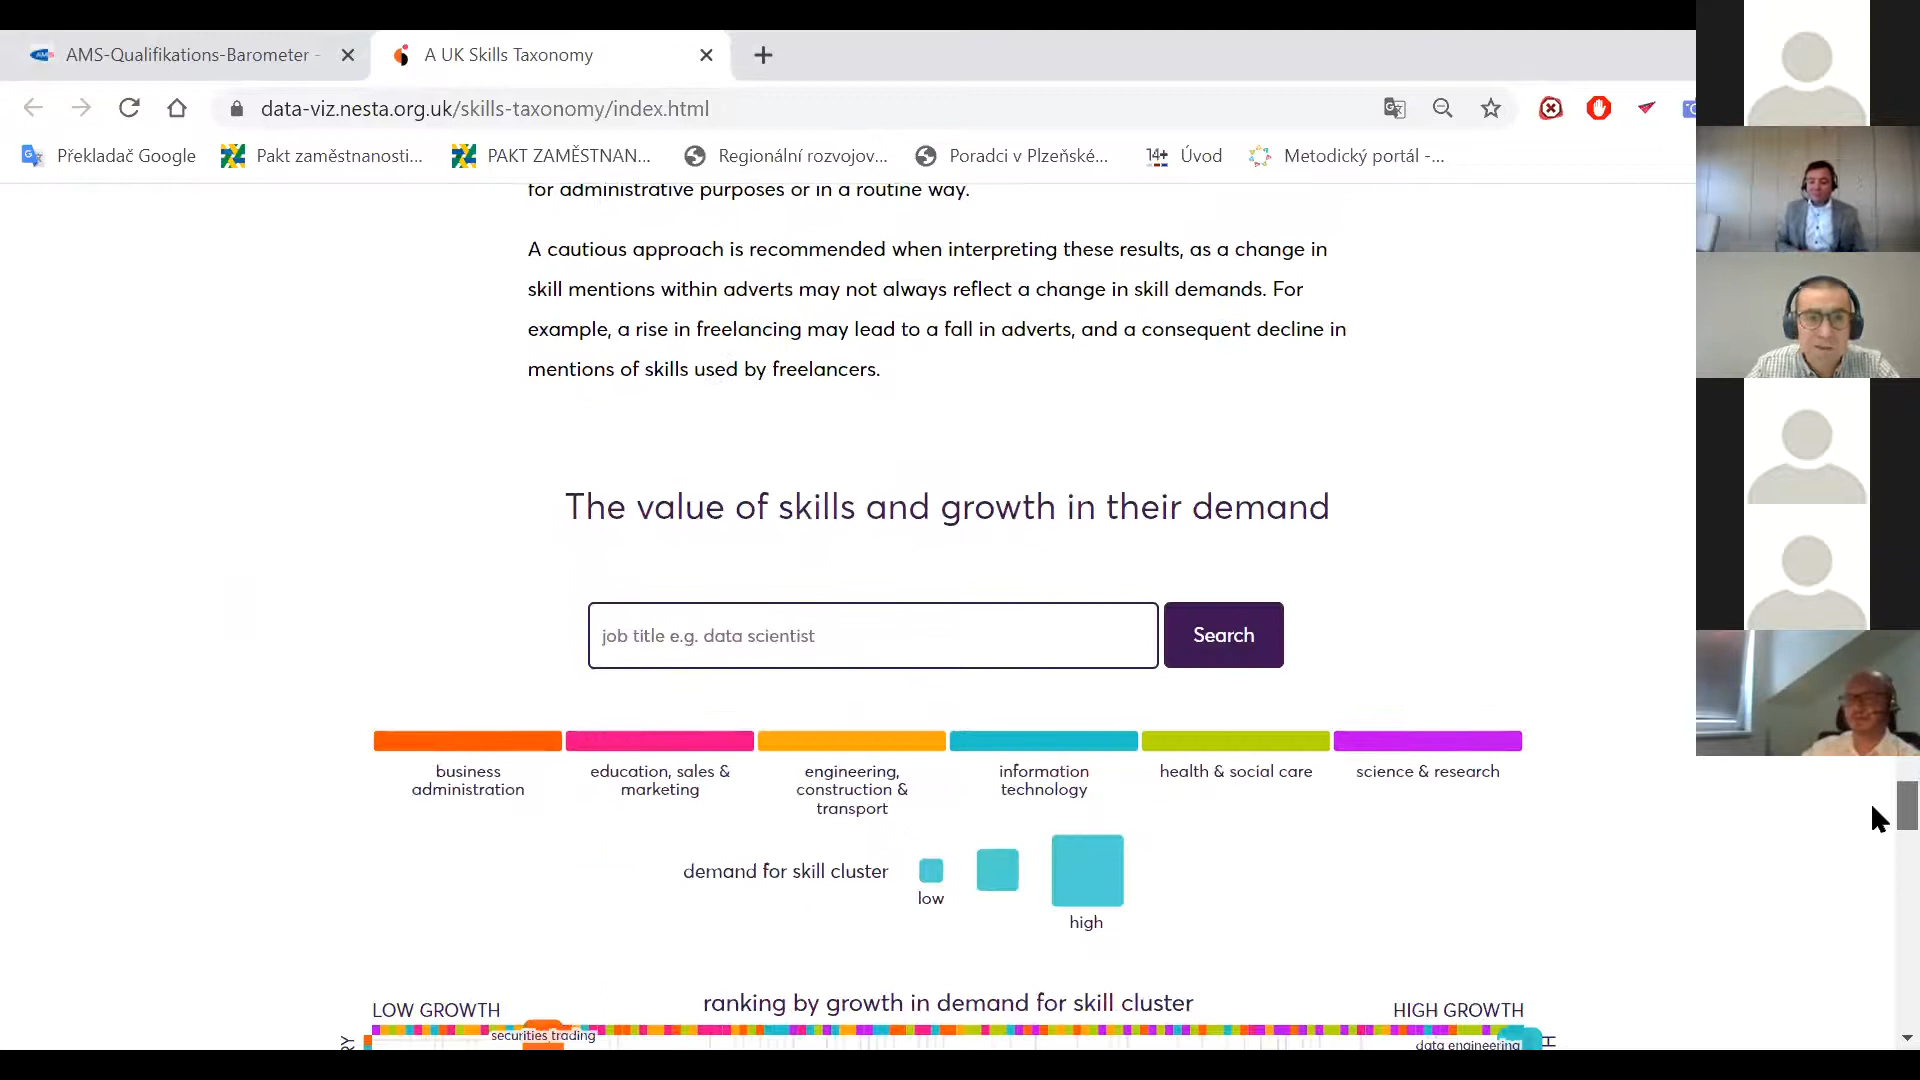 AMS-Qualifikations-Barometer -
A UK Skills Taxonomy
data-viz.nesta.org.uk/skills-taxonomy/index.html
Překladač Google
Pakt zaměstnanosti...
PAKT ZAMĚSTNAN...
Regionální rozvojov...
Poradci v Plzeňské...
14+
Úvod
Metodický portál -...
for administrative purposes or in a routine way.
A cautious approach is recommended when interpreting these results, as a change in
skill mentions within adverts may not always reflect a change in skill demands. For
example, a rise in freelancing may lead to a fall in adverts, and a consequent decline in
mentions of skills used by freelancers.
The value of skills and growth in their demand
job title e.g. data scientist
Search
business
administration
education, sales &
marketing
engineering,
construction &
transport
information
technology
health & social care
science & research
demand for skill cluster
low
high
LOW GROWTH
ranking by growth in demand for skill cluster
HIGH GROWTH
securities trading
data engineering